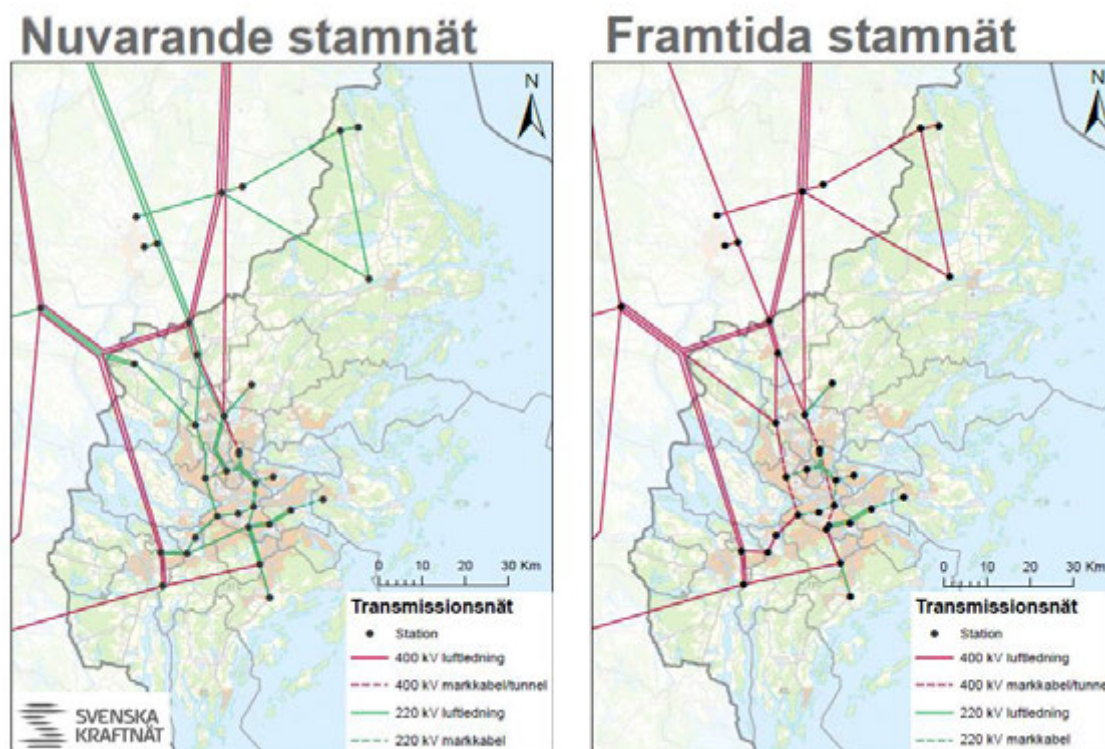 Nuvarande stamnät
N
0 10 20 30 Km
Transmissionsnät
Station
400 kV luftledning
400 kV markkabel/tunnel
220 kV luftledning
220 kV markkabel
SVENSKA
KRAFTNÄT
Framtida stamnät
N
0 10 20 30 Km
Transmissionsnät
Station
400 kV luftledning
400 kV markkabel/tunnel
220 kV luftledning
220 kV markkabel